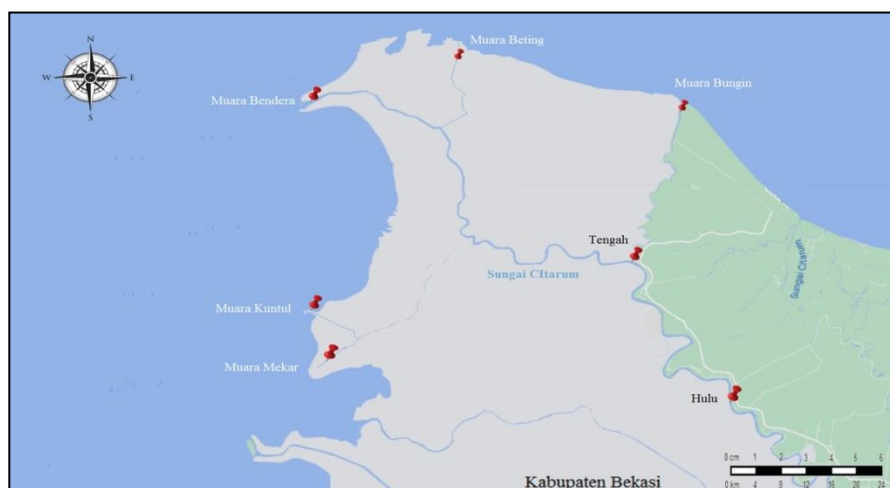 N
W E
S
Muara Beting
Muara Bendera
Muara Bungin
Tengah
Sungai CItarum
Sungai Citarum
Muara Kuntul
Muara Mekar
Hulu
0 cm 1 2 3 4 5 6
0 km 4 8 12 16 20 24
Kabupaten Bekasi